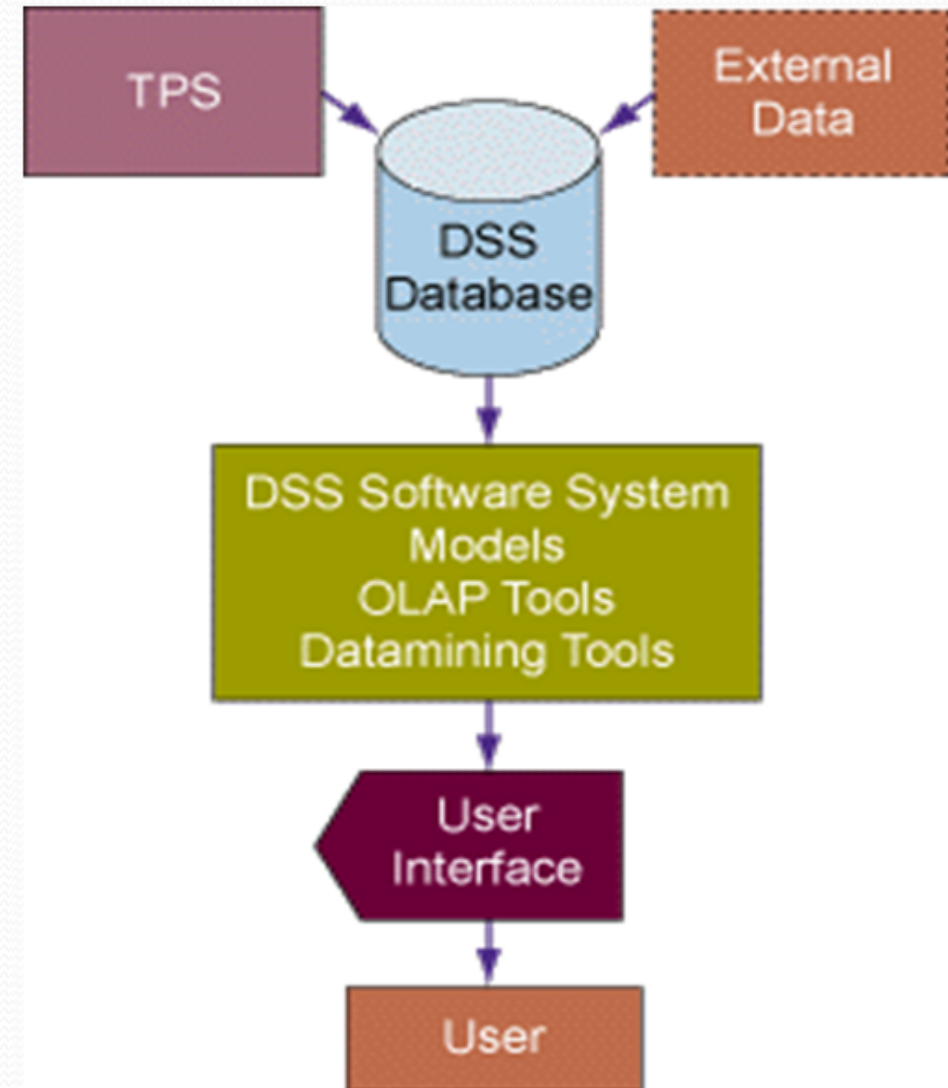 TPS
External
Data
DSS
Database
DSS Software System
Models
OLAP Tools
Datamining Tools
User
Interface
User